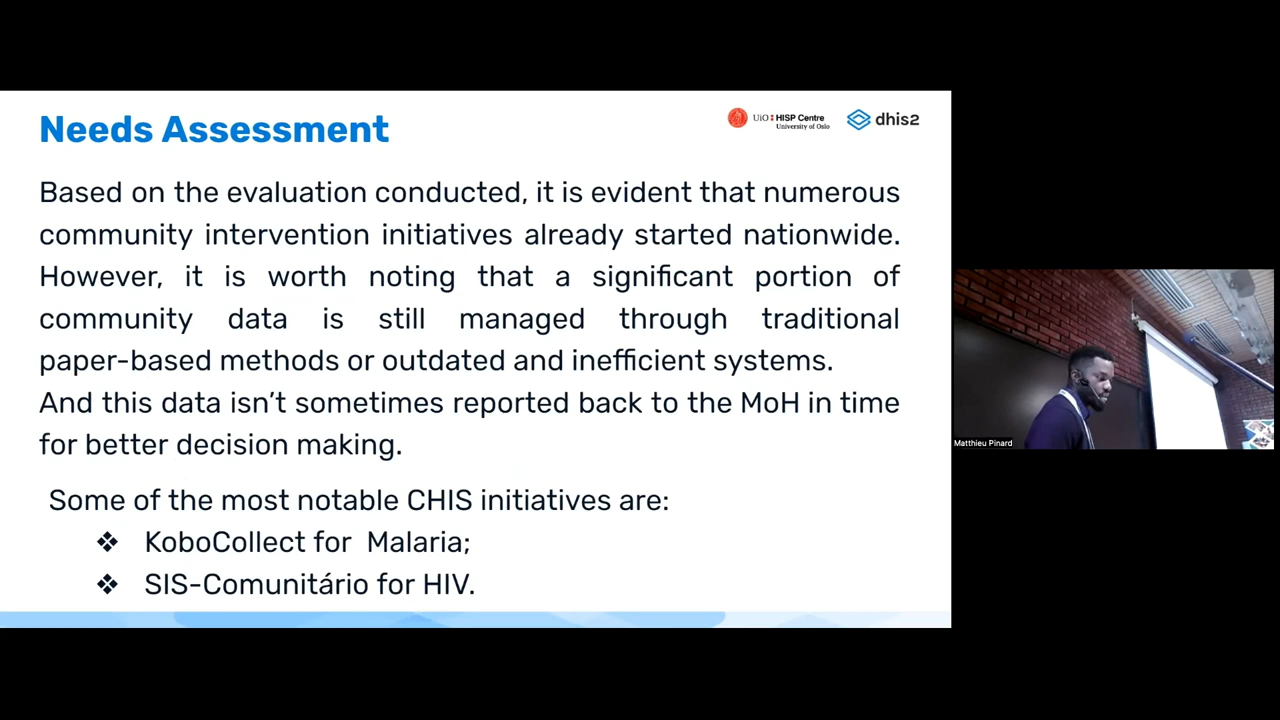 Needs Assessment
UiO HISP Centre
University of Oslo
dhis2
Based on the evaluation conducted, it is evident that numerous
community intervention initiatives already started nationwide.
However, it is worth noting that a significant portion of
community data is still managed through traditional
paper-based methods or outdated and inefficient systems.
And this data isn't sometimes reported back to the MoH in time
for better decision making.
Some of the most notable CHIS initiatives are:
❖ KoboCollect for Malaria;
❖ SIS-Comunitário for HIV.
Matthieu Pinard